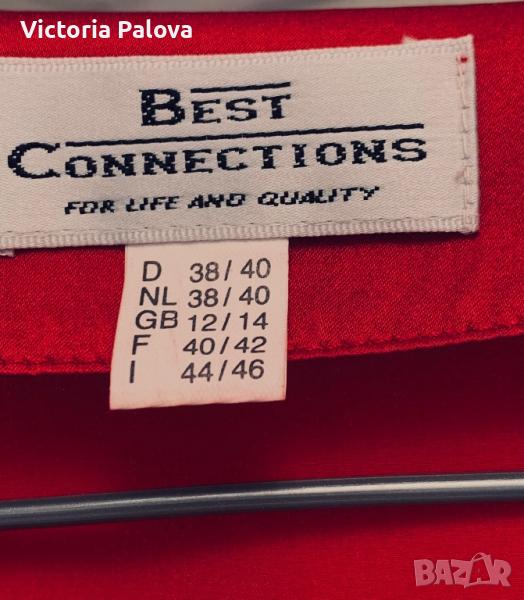 Victoria Palova
BEST
CONNECTIONS
FOR LIFE AND QUALITY
D 38/40
NL 38/40
GB 12/14
F 40/42
I 44/46
BAZAR